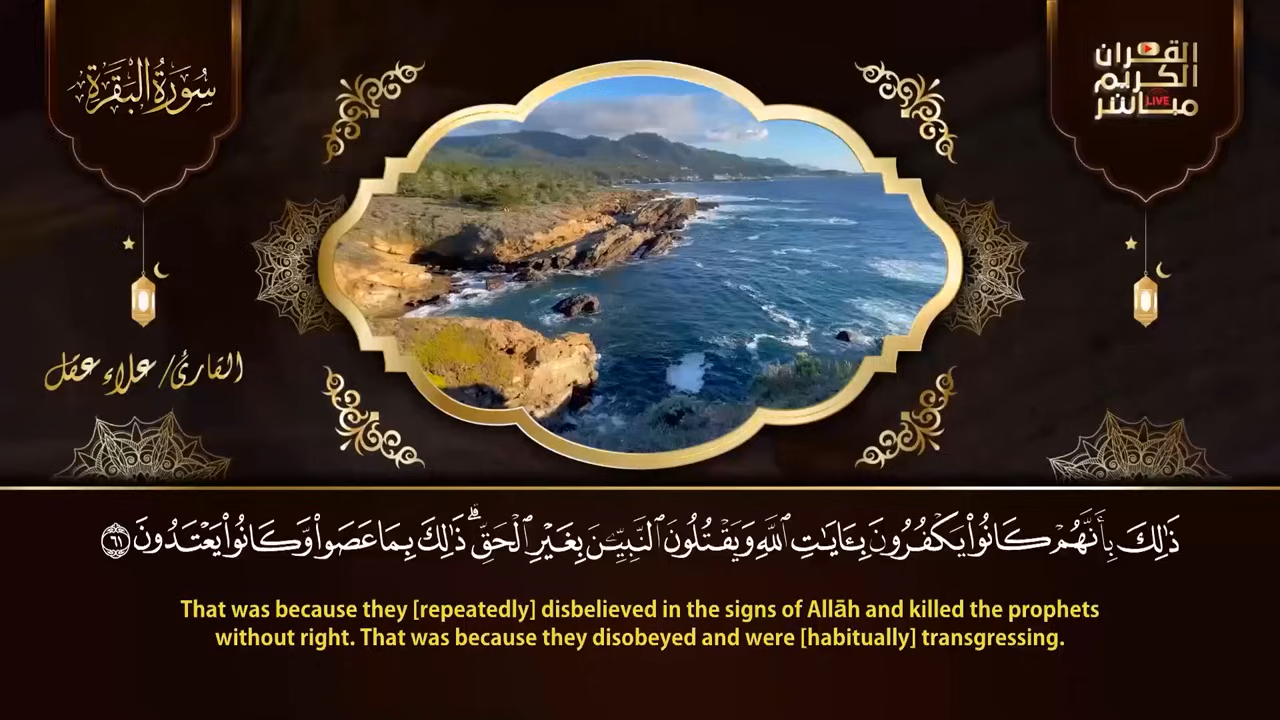 سُورَةُ البَقَرَةِ
القرآن
الكريم
مباشر
LIVE
القارئ/ علاء عقل
ذَٰلِكَ بِأَنَّهُمْ كَانُوا۟ يَكْفُرُونَ بِـَٔايَـٰتِ ٱللَّهِ وَيَقْتُلُونَ ٱلنَّبِيِّـۧنَ بِغَيْرِ ٱلْحَقِّ ۗ ذَٰلِكَ بِمَا عَصَوا۟ وَّكَانُوا۟ يَعْتَدُونَ ٦١
That was because they [repeatedly] disbelieved in the signs of Allāh and killed the prophets
without right. That was because they disobeyed and were [habitually] transgressing.